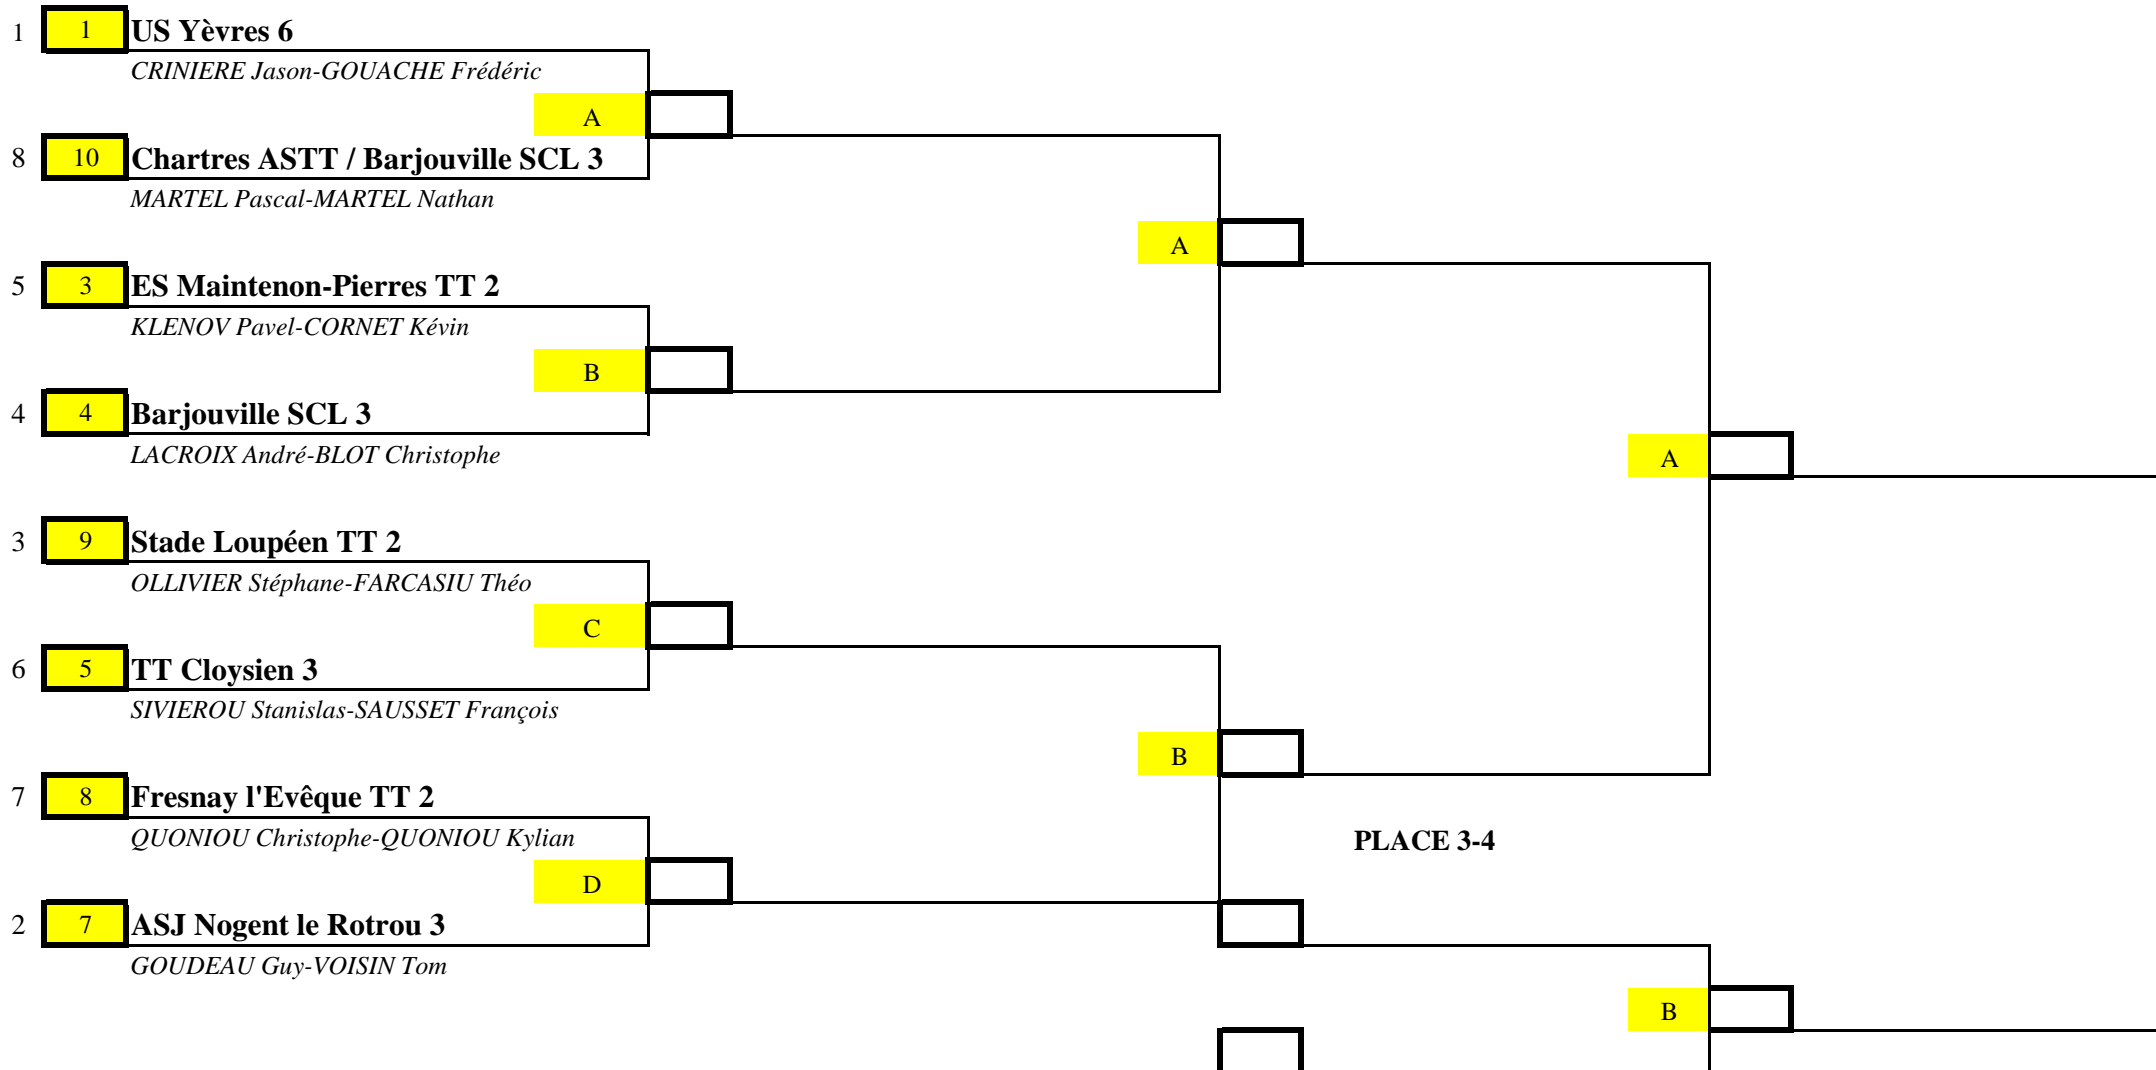 1 1 US Yèvres 6
CRINIERE Jason-GOUACHE Frédéric
A
8 10 Chartres ASTT / Barjouville SCL 3
MARTEL Pascal-MARTEL Nathan
A
5 3 ES Maintenon-Pierres TT 2
KLENOV Pavel-CORNET Kévin
B
4 4 Barjouville SCL 3
LACROIX André-BLOT Christophe
A
3 9 Stade Loupéen TT 2
OLLIVIER Stéphane-FARCASIU Théo
C
6 5 TT Cloysien 3
SIVIEROU Stanislas-SAUSSET François
B
7 8 Fresnay l'Evêque TT 2
QUONIOU Christophe-QUONIOU Kylian
PLACE 3-4
D
2 7 ASJ Nogent le Rotrou 3
GOUDEAU Guy-VOISIN Tom
B